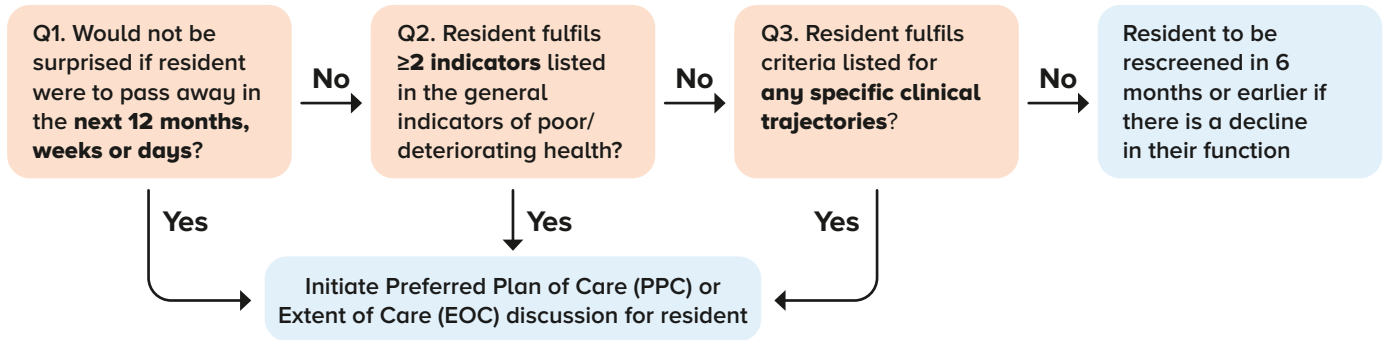 Q1. Would not be
surprised if resident
were to pass away in
the next 12 months,
weeks or days?
No
Q2. Resident fulfils
≥2 indicators listed
in the general
indicators of poor/
deteriorating health?
No
Q3. Resident fulfils
criteria listed for
any specific clinical
trajectories?
No
Resident to be
rescreened in 6
months or earlier if
there is a decline
in their function
Yes
Yes
Yes
Initiate Preferred Plan of Care (PPC) or
Extent of Care (EOC) discussion for resident